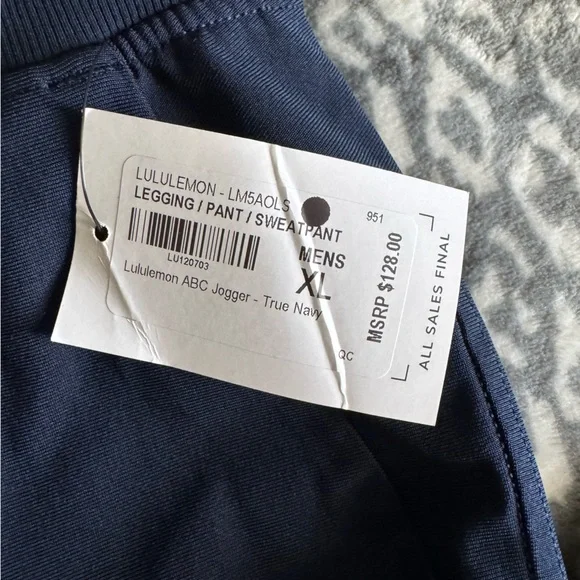 LULULEMON - LM5AOLS
951
LEGGING / PANT / SWEATPANT
MENS
XL
LU120703
Lululemon ABC Jogger - True Navy
QC
MSRP $128.00
ALL SALES FINAL